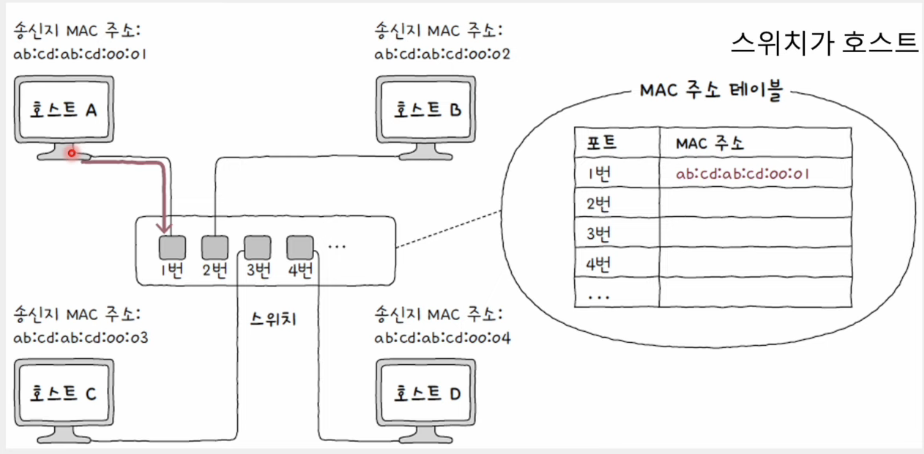 송신지 MAC 주소:
ab:cd:ab:cd:00:01
호스트 A
송신지 MAC 주소:
ab:cd:ab:cd:00:02
호스트 B
스위치가 호스트
MAC 주소 테이블
포트 MAC 주소
1번 ab:cd:ab:cd:00:01
2번
3번
4번
...
1번 2번 3번 4번 ...
스위치
송신지 MAC 주소:
ab:cd:ab:cd:00:03
호스트 C
송신지 MAC 주소:
ab:cd:ab:cd:00:04
호스트 D